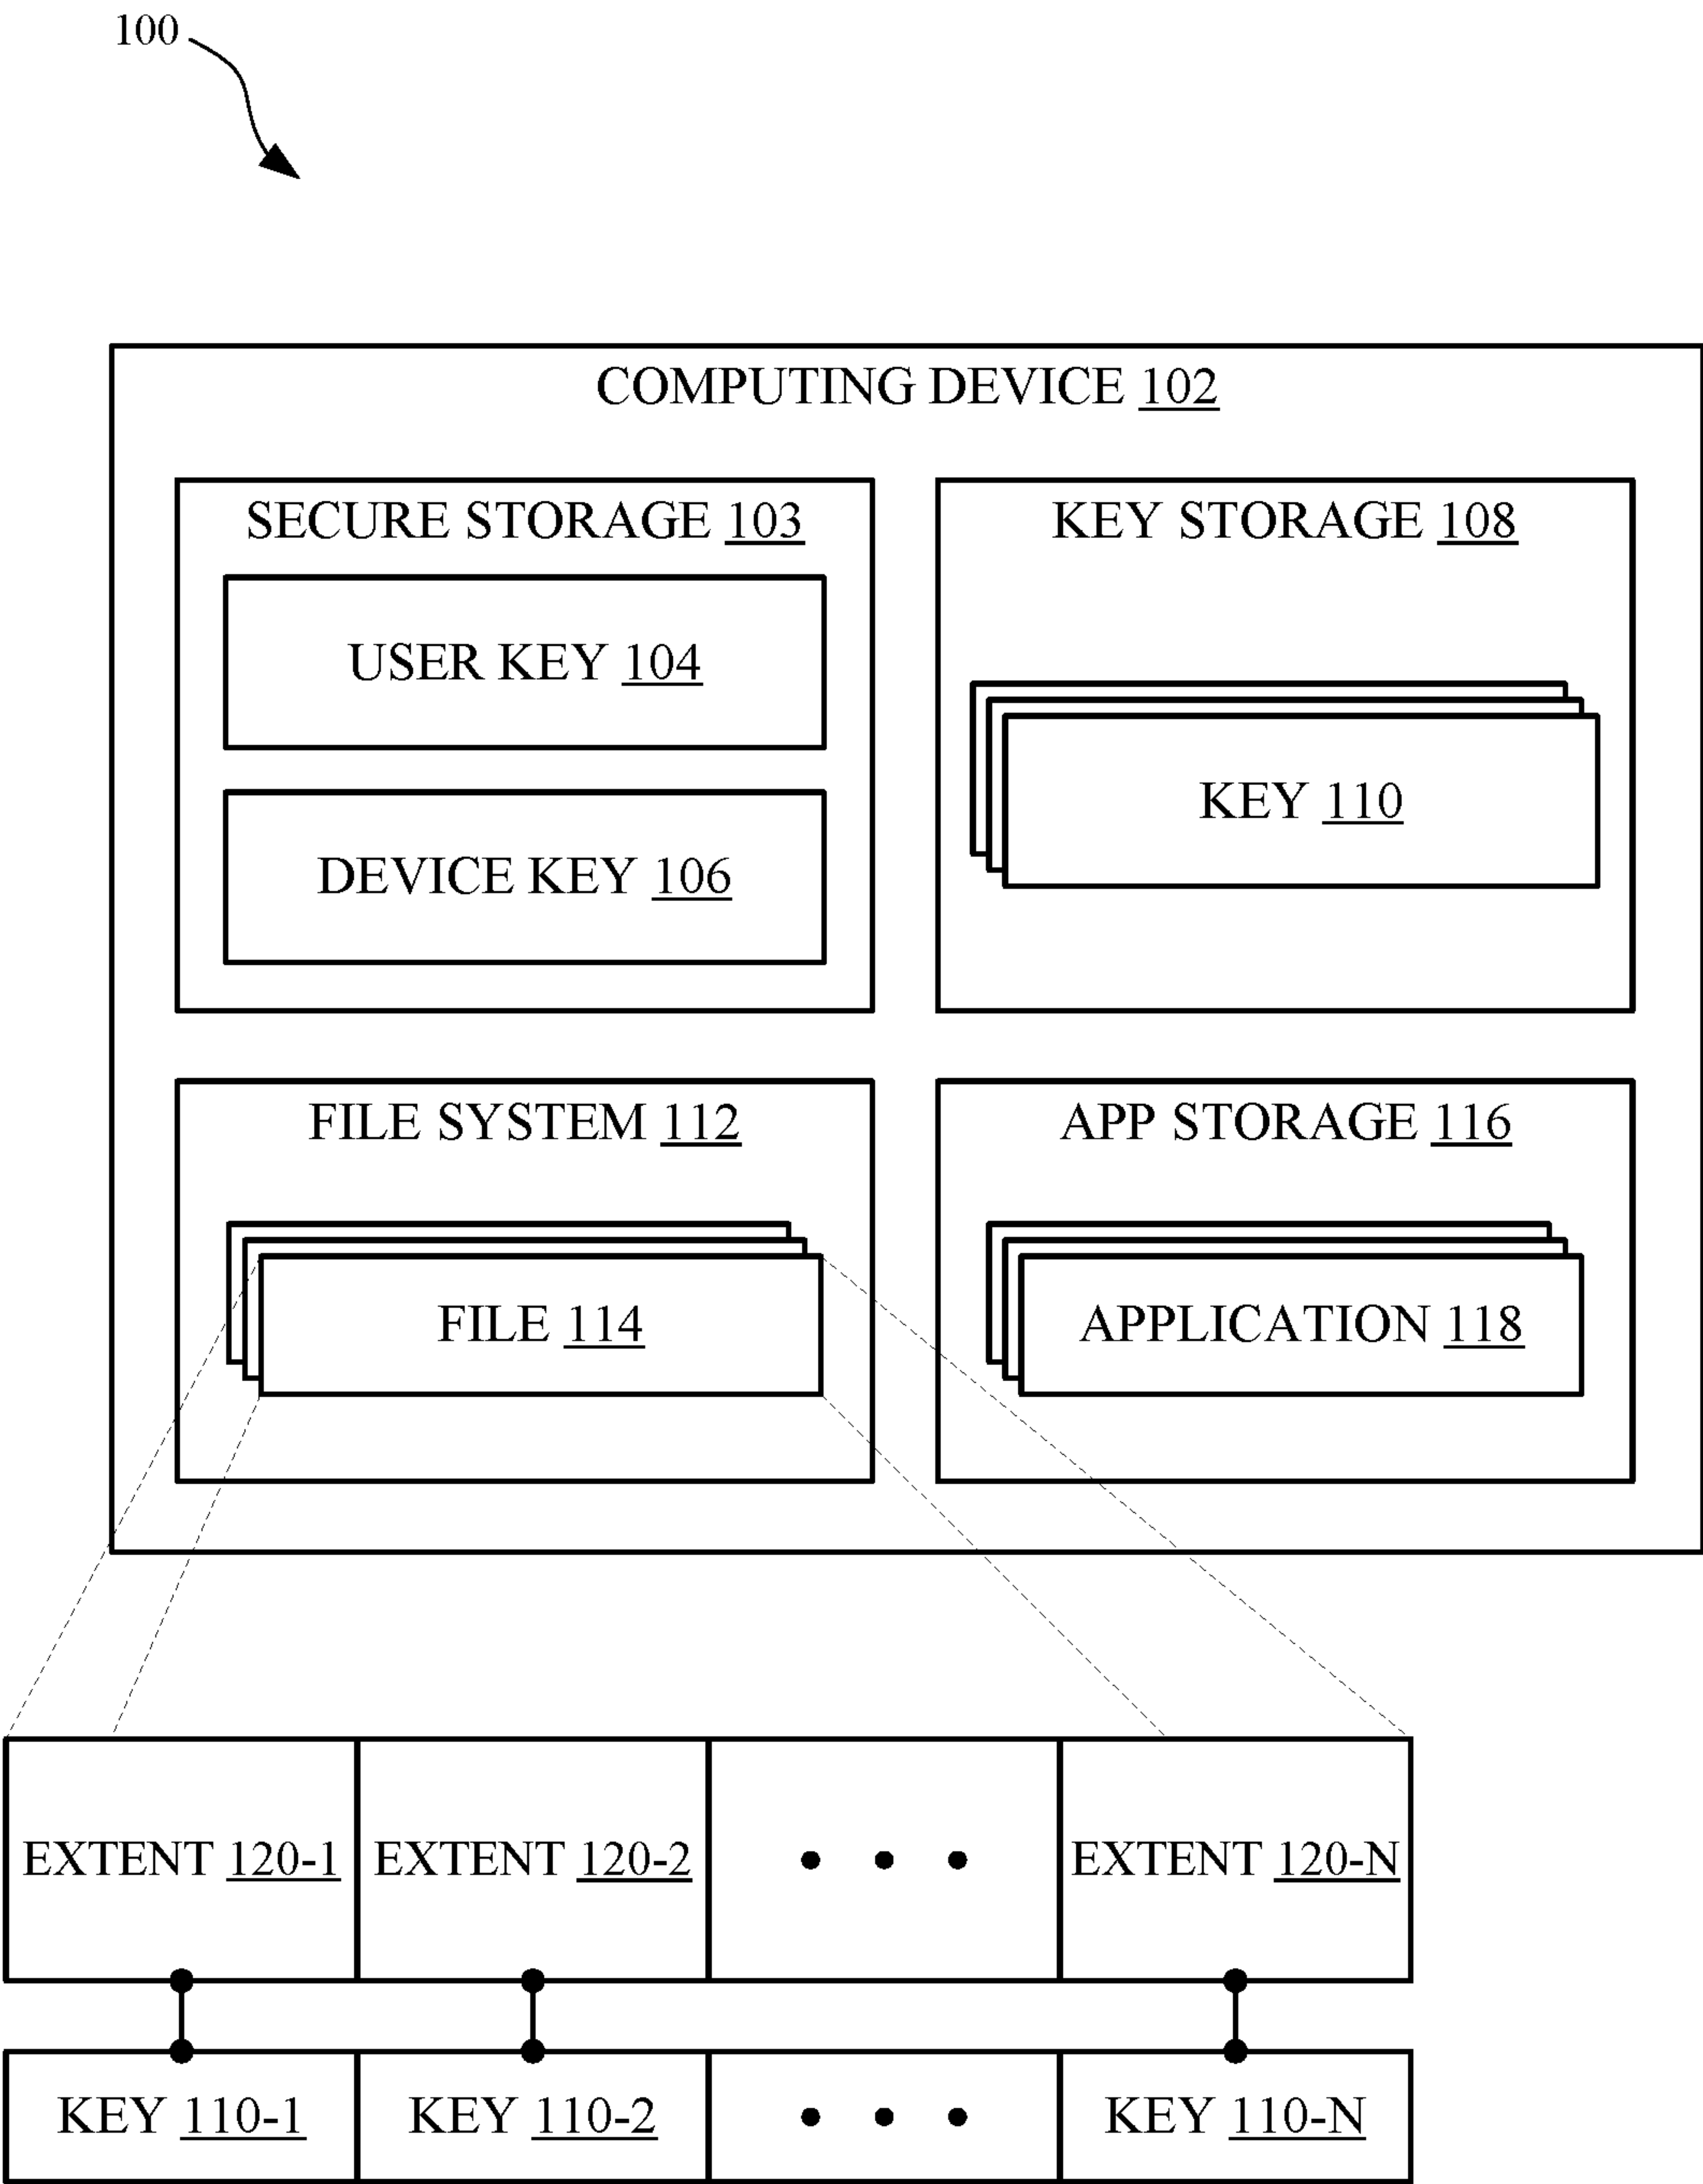 100
COMPUTING DEVICE 102
SECURE STORAGE 103
USER KEY 104
DEVICE KEY 106
KEY STORAGE 108
KEY 110
FILE SYSTEM 112
FILE 114
APP STORAGE 116
APPLICATION 118
EXTENT 120-1
EXTENT 120-2
• • •
EXTENT 120-N
KEY 110-1
KEY 110-2
• • •
KEY 110-N